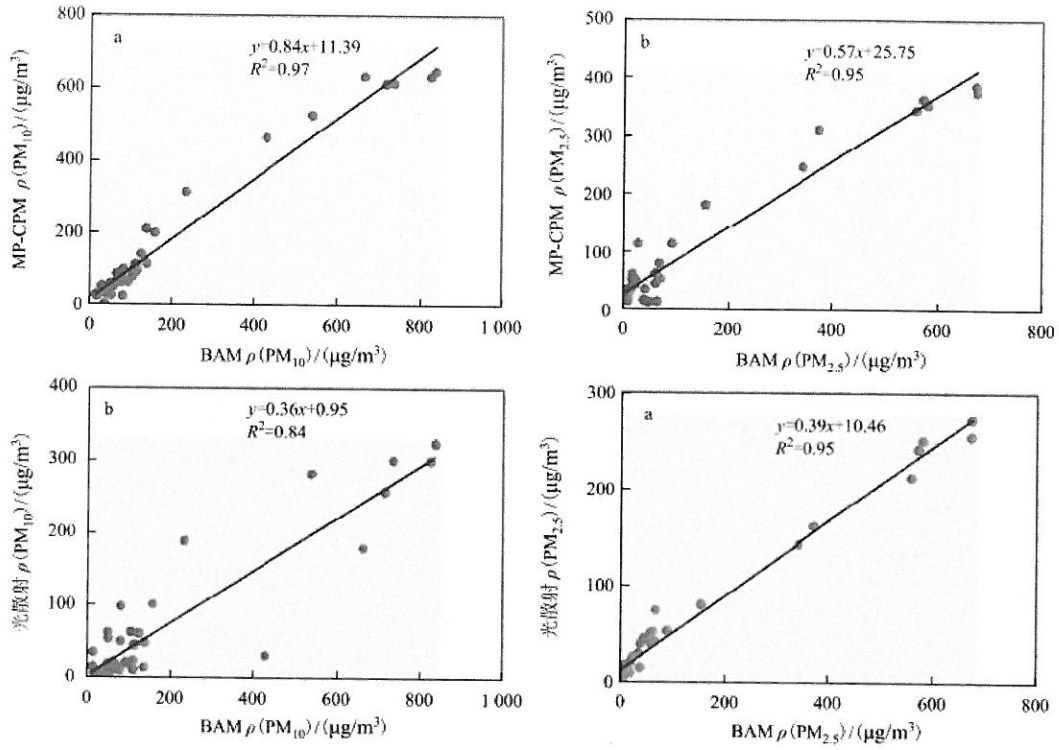 a
y=0.84x+11.39
R²=0.97
MP-CPM ρ(PM₁₀)/(μg/m³)
800
600
400
200
0
0 200 400 600 800 1 000
BAM ρ(PM₁₀)/(μg/m³)
b
y=0.57x+25.75
R²=0.95
MP-CPM ρ(PM₂.₅)/(μg/m³)
500
400
300
200
100
0
0 200 400 600 800
BAM ρ(PM₂.₅)/(μg/m³)
b
y=0.36x+0.95
R²=0.84
光散射 ρ(PM₁₀)/(μg/m³)
400
300
200
100
0
0 200 400 600 800 1 000
BAM ρ(PM₁₀)/(μg/m³)
a
y=0.39x+10.46
R²=0.95
光散射 ρ(PM₂.₅)/(μg/m³)
300
200
100
0
0 200 400 600 800
BAM ρ(PM₂.₅)/(μg/m³)